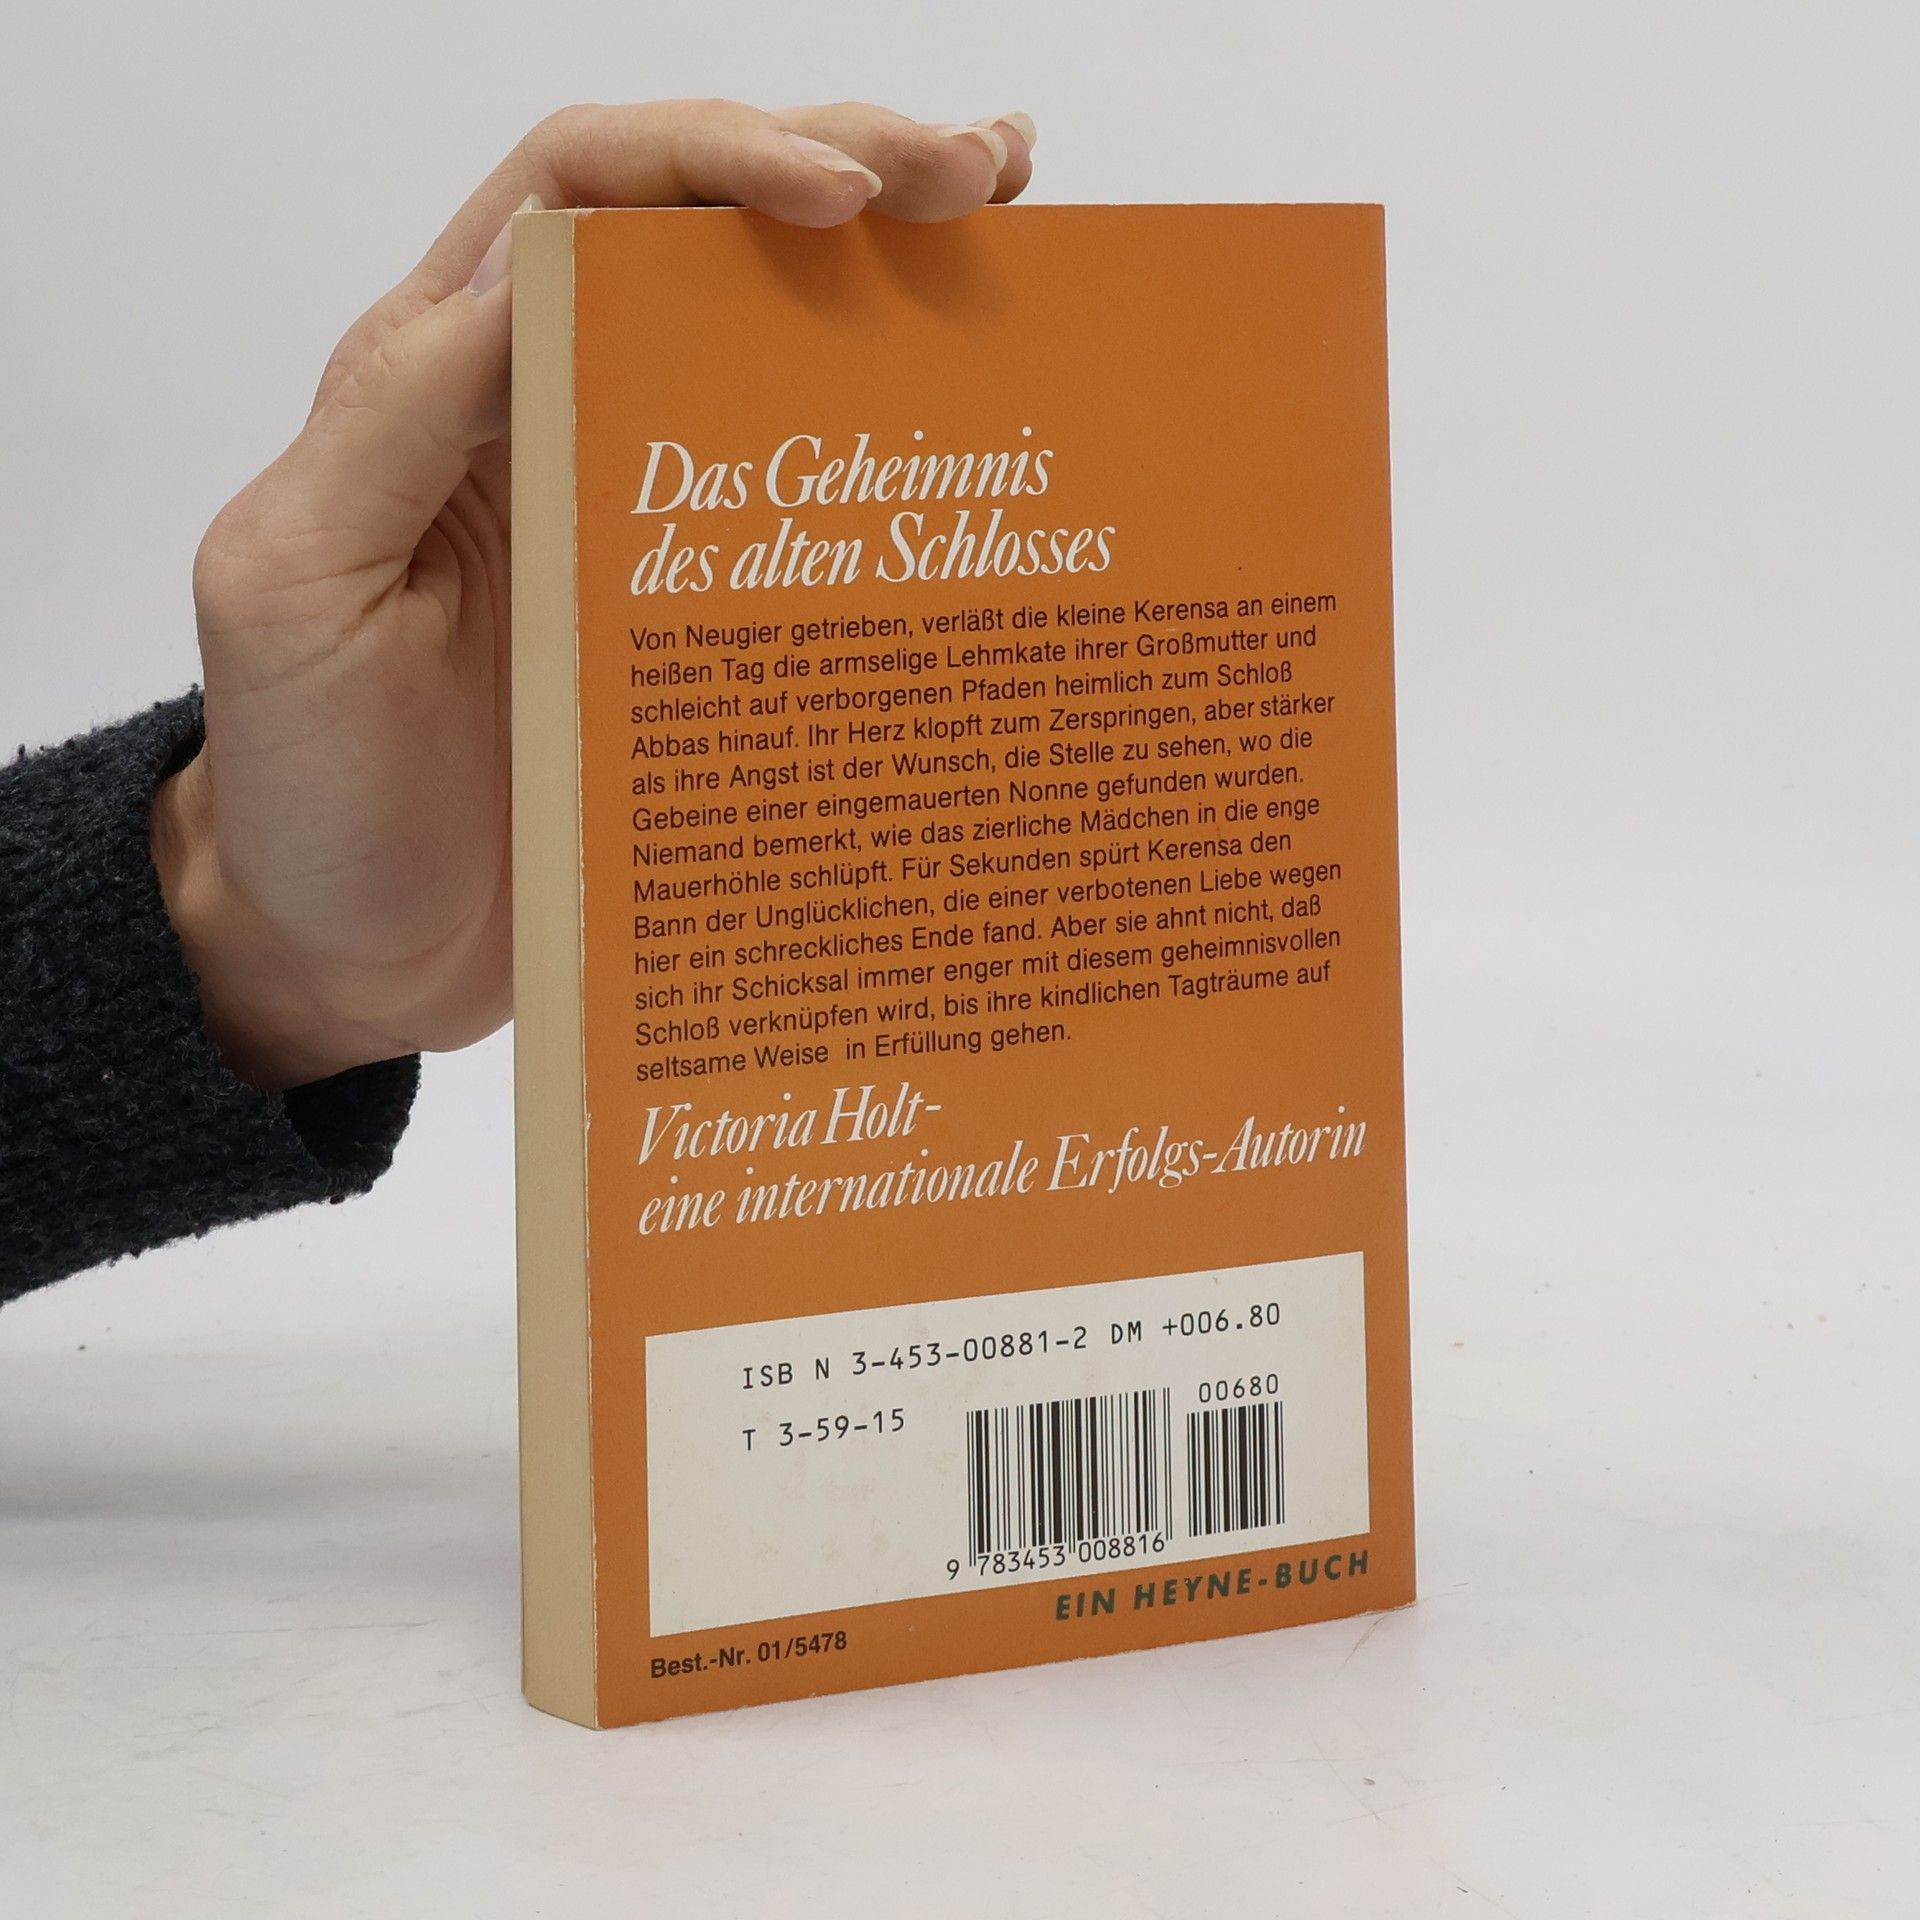 Das Geheimnis
des alten Schlosses
Von Neugier getrieben, verläßt die kleine Kerensa an einem
heißen Tag die armselige Lehmkate ihrer Großmutter und
schleicht auf verborgenen Pfaden heimlich zum Schloß
Abbas hinauf. Ihr Herz klopft zum Zerspringen, aber stärker
als ihre Angst ist der Wunsch, die Stelle zu sehen, wo die
Gebeine einer eingemauerten Nonne gefunden wurden.
Niemand bemerkt, wie das zierliche Mädchen in die enge
Mauerhöhle schlüpft. Für Sekunden spürt Kerensa den
Bann der Unglücklichen, die einer verbotenen Liebe wegen
hier ein schreckliches Ende fand. Aber sie ahnt nicht, daß
sich ihr Schicksal immer enger mit diesem geheimnisvollen
Schloß verknüpfen wird, bis ihre kindlichen Tagträume auf
seltsame Weise in Erfüllung gehen.
Victoria Holt-
eine internationale Erfolgs-Autorin
ISB N 3-453-00881-2 DM +006.80
T 3-59-15
00680
9 783453 008816
EIN HEYNE-BUCH
Best.-Nr. 01/5478